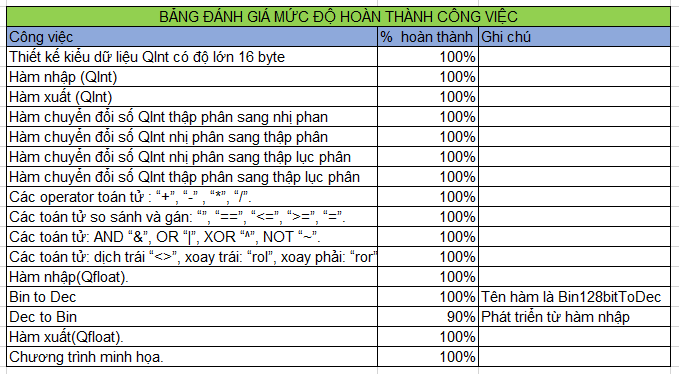 BẢNG ĐÁNH GIÁ MỨC ĐỘ HOÀN THÀNH CÔNG VIỆC
Công việc % hoàn thành Ghi chú
Thiết kế kiểu dữ liệu QInt có độ lớn 16 byte 100%
Hàm nhập (QInt) 100%
Hàm xuất (QInt) 100%
Hàm chuyển đổi số QInt thập phân sang nhị phan 100%
Hàm chuyển đổi số QInt nhị phân sang thập phân 100%
Hàm chuyển đổi số QInt nhị phân sang thập lục phân 100%
Hàm chuyển đổi số QInt thập phân sang thập lục phân 100%
Các operator toán tử : “+”, “-” , “*”, “/”. 100%
Các toán tử so sánh và gán: “”, “==”, “<=”, “>=”, “=”. 100%
Các toán tử: AND “&”, OR “|”, XOR “^”, NOT “~”. 100%
Các toán tử: dịch trái “<>”, xoay trái: “rol”, xoay phải: “ror” 100%
Hàm nhập(Qfloat). 100%
Bin to Dec 100% Tên hàm là Bin128bitToDec
Dec to Bin 90% Phát triển từ hàm nhập
Hàm xuất(Qfloat). 100%
Chương trình minh họa. 100%